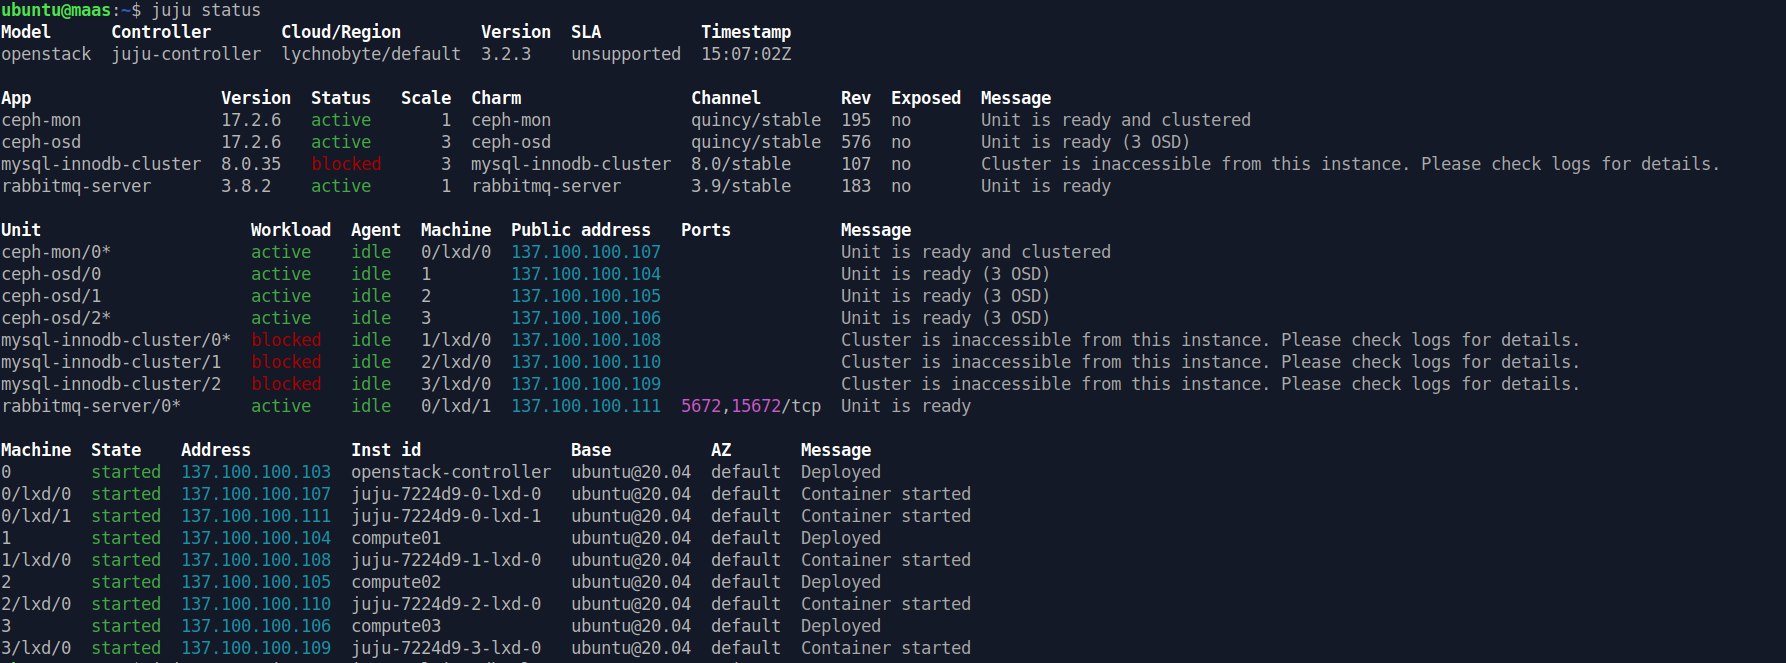 ubuntu@maas:~$ juju status
Model      Controller       Cloud/Region        Version  SLA          Timestamp
openstack  juju-controller  lychnobyte/default  3.2.3    unsupported  15:07:02Z
App                   Version  Status   Scale  Charm                 Channel        Rev  Exposed  Message
ceph-mon              17.2.6   active       1  ceph-mon              quincy/stable  195  no       Unit is ready and clustered
ceph-osd              17.2.6   active       3  ceph-osd              quincy/stable  576  no       Unit is ready (3 OSD)
mysql-innodb-cluster  8.0.35   blocked      3  mysql-innodb-cluster  8.0/stable     107  no       Cluster is inaccessible from this instance. Please check logs for details.
rabbitmq-server       3.8.2    active       1  rabbitmq-server       3.9/stable     183  no       Unit is ready
Unit                     Workload  Agent  Machine  Public address   Ports           Message
ceph-mon/0*              active    idle   0/lxd/0  137.100.100.107                  Unit is ready and clustered
ceph-osd/0               active    idle   1        137.100.100.104                  Unit is ready (3 OSD)
ceph-osd/1               active    idle   2        137.100.100.105                  Unit is ready (3 OSD)
ceph-osd/2*              active    idle   3        137.100.100.106                  Unit is ready (3 OSD)
mysql-innodb-cluster/0*  blocked   idle   1/lxd/0  137.100.100.108                  Cluster is inaccessible from this instance. Please check logs for details.
mysql-innodb-cluster/1   blocked   idle   2/lxd/0  137.100.100.110                  Cluster is inaccessible from this instance. Please check logs for details.
mysql-innodb-cluster/2   blocked   idle   3/lxd/0  137.100.100.109                  Cluster is inaccessible from this instance. Please check logs for details.
rabbitmq-server/0*       active    idle   0/lxd/1  137.100.100.111  5672,15672/tcp  Unit is ready
Machine  State    Address          Inst id               Base          AZ       Message
0        started  137.100.100.103  openstack-controller  ubuntu@20.04  default  Deployed
0/lxd/0  started  137.100.100.107  juju-7224d9-0-lxd-0   ubuntu@20.04  default  Container started
0/lxd/1  started  137.100.100.111  juju-7224d9-0-lxd-1   ubuntu@20.04  default  Container started
1        started  137.100.100.104  compute01             ubuntu@20.04  default  Deployed
1/lxd/0  started  137.100.100.108  juju-7224d9-1-lxd-0   ubuntu@20.04  default  Container started
2        started  137.100.100.105  compute02             ubuntu@20.04  default  Deployed
2/lxd/0  started  137.100.100.110  juju-7224d9-2-lxd-0   ubuntu@20.04  default  Container started
3        started  137.100.100.106  compute03             ubuntu@20.04  default  Deployed
3/lxd/0  started  137.100.100.109  juju-7224d9-3-lxd-0   ubuntu@20.04  default  Container started